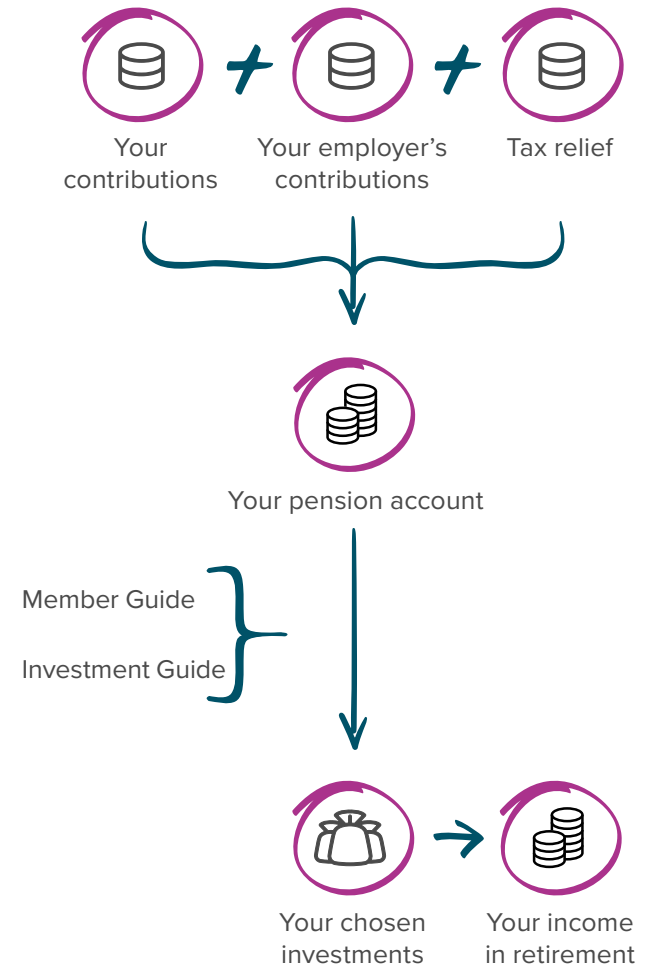 Your
contributions
Your employer's
contributions
Tax relief
Your pension account
Member Guide
Investment Guide
Your chosen
investments
Your income
in retirement